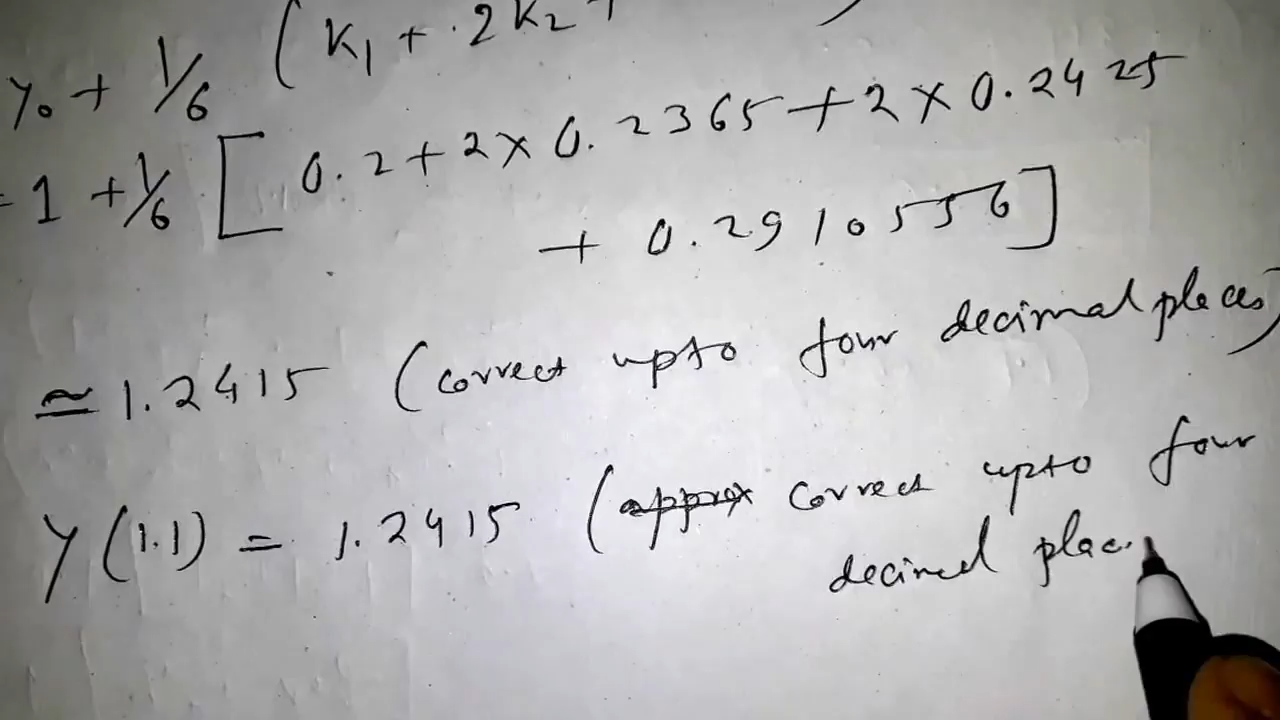 y₀ + 1/6 (K₁ + 2K₂ +
= 1 + 1/6 [0.2 + 2 × 0.2365 + 2 × 0.2425
+ 0.2910556]
≃ 1.2415 (correct upto four decimal places)
y(1.1) = 1.2415 (approx correct upto four
decimal plac